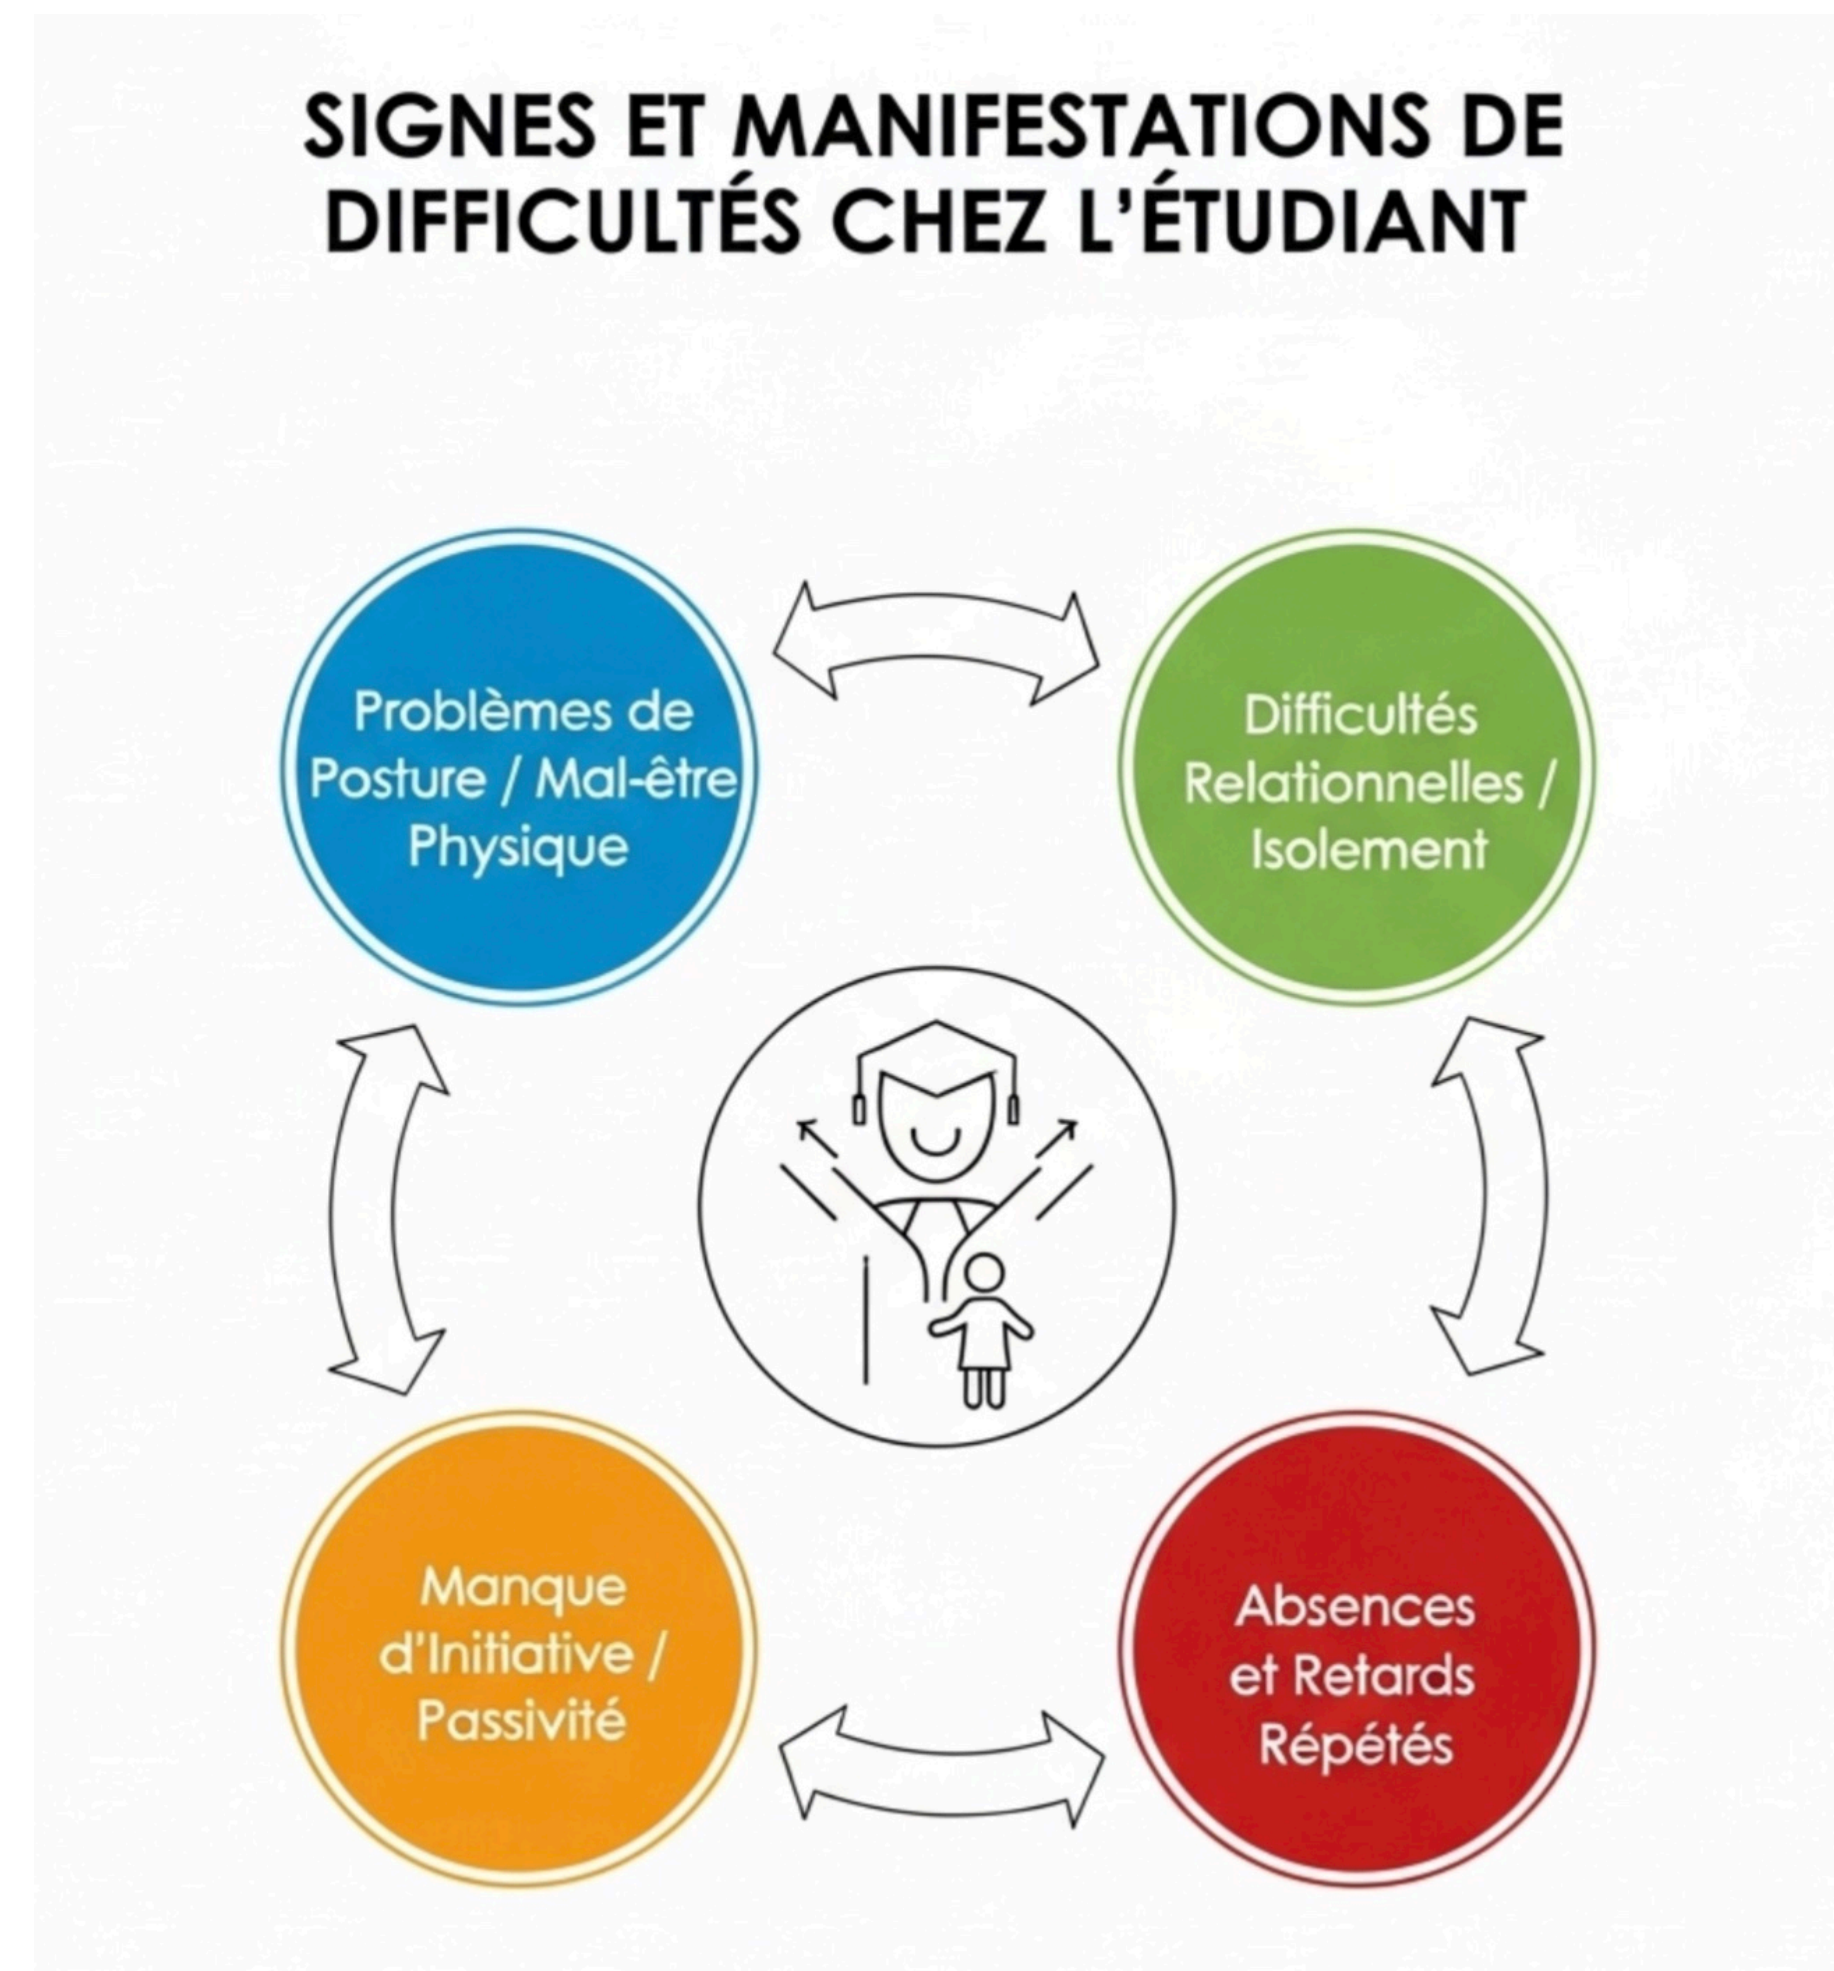 SIGNES ET MANIFESTATIONS DE
DIFFICULTÉS CHEZ L'ÉTUDIANT
Problèmes de
Posture / Mal-être
Physique
Difficultés
Relationnelles /
Isolement
Manque
d'Initiative /
Passivité
Absences
et Retards
Répétés